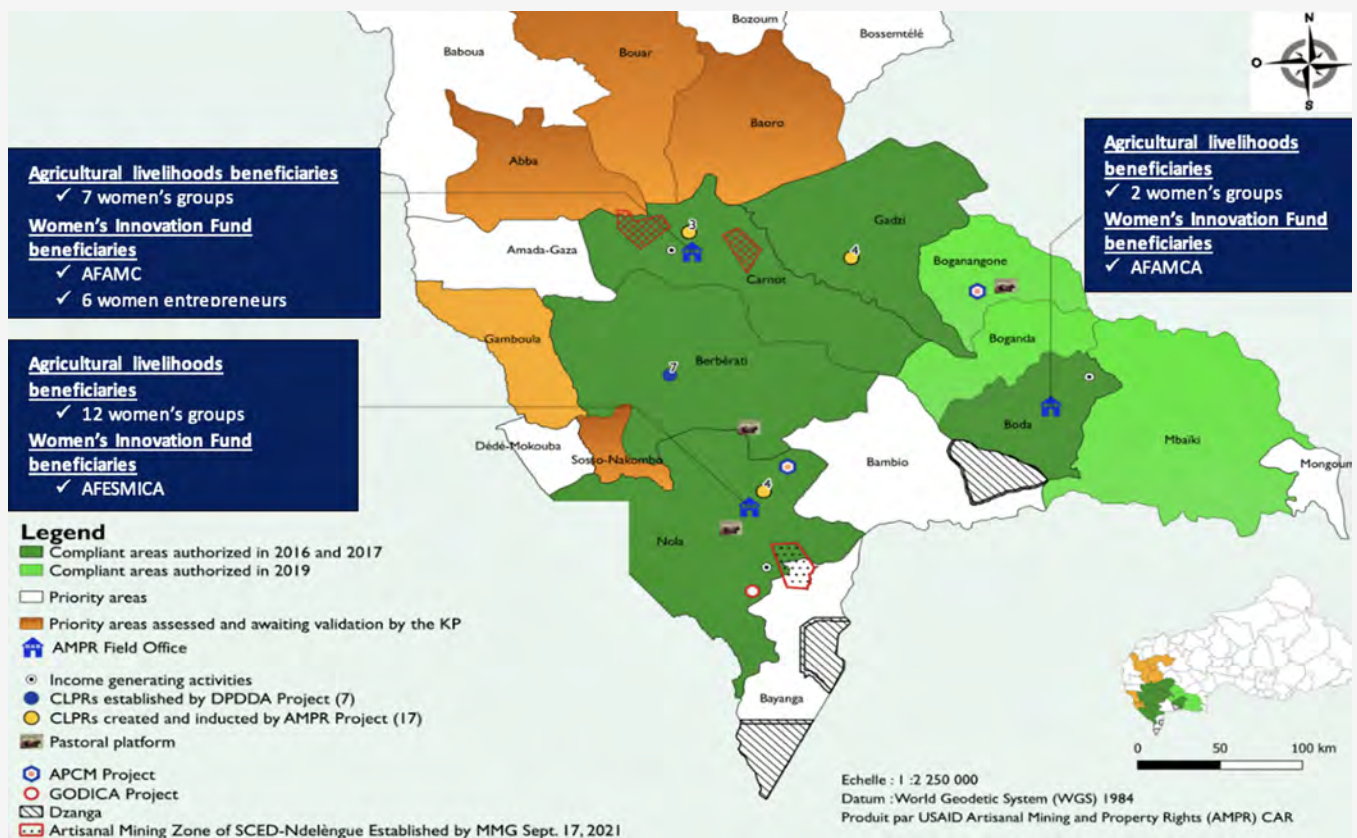 Bozoum
Bossemtélé
Baboua
Bouar
N
O
E
S
Baoro
Abba
Agricultural livelihoods beneficiaries
✓ 7 women's groups
Women's Innovation Fund
beneficiaries
✓ AFAMC
✓ 6 women entrepreneurs
Agricultural livelihoods
beneficiaries
✓ 2 women's groups
Women's Innovation Fund
beneficiaries
✓ AFAMCA
Amada-Gaza
3
Gadzi
4
Carnot
Boganangone
Boganda
Gamboula
Berbérati
7
Agricultural livelihoods
beneficiaries
✓ 12 women's groups
Women's Innovation Fund
beneficiaries
✓ AFESMICA
Dédé-Mokouba
Sosso-Nakombo
Bambio
Boda
Mbaïki
Mongoum
4
Nola
Bayanga
Legend
Compliant areas authorized in 2016 and 2017
Compliant areas authorized in 2019
Priority areas
Priority areas assessed and awaiting validation by the KP
AMPR Field Office
Income generating activities
CLPRs established by DPDDA Project (7)
CLPRs created and inducted by AMPR Project (17)
Pastoral platform
APCM Project
GODICA Project
Dzanga
Artisanal Mining Zone of SCED-Ndelèngue Established by MMG Sept. 17, 2021
0 50 100 km
Echelle : 1 :2 250 000
Datum : World Geodetic System (WGS) 1984
Produit par USAID Artisanal Mining and Property Rights (AMPR) CAR